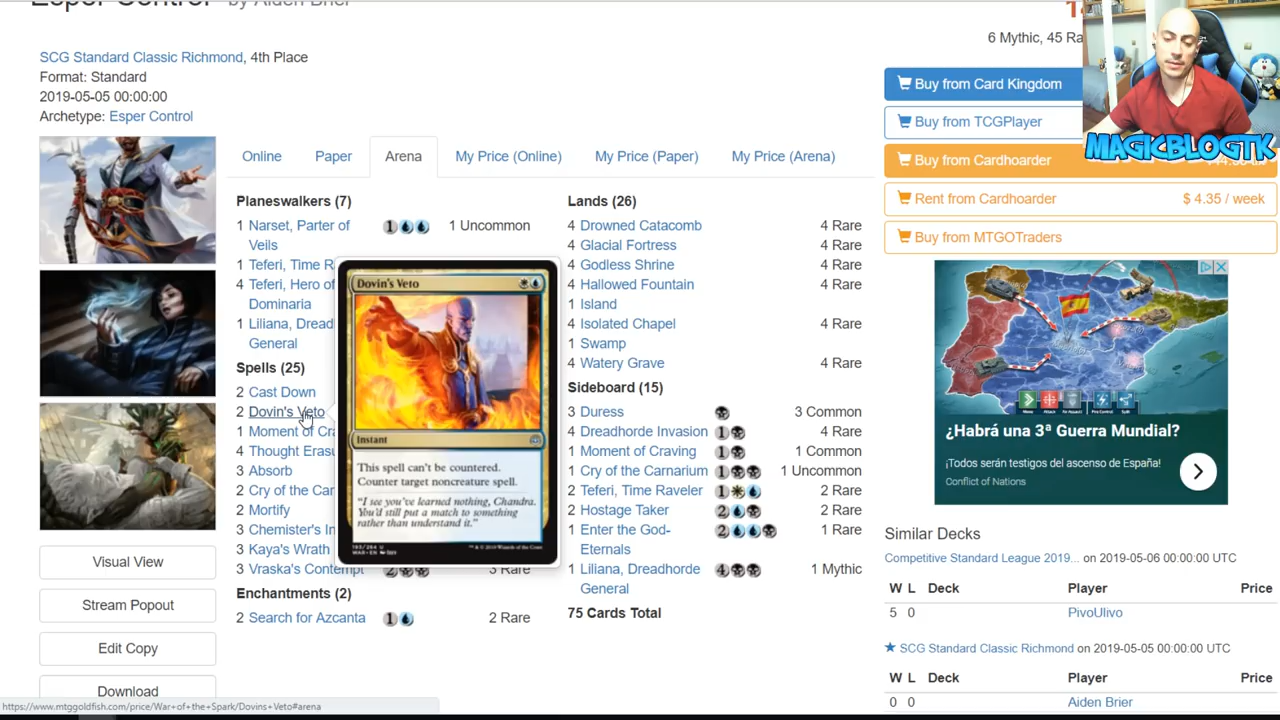 Esper Control by Aiden Brier
SCG Standard Classic Richmond, 4th Place
Format: Standard
2019-05-05 00:00:00
Archetype: Esper Control
6 Mythic, 45 Ra
Buy from Card Kingdom
Buy from TCGPlayer
Buy from Cardhoarder
Rent from Cardhoarder $ 4.35 / week
Buy from MTGOTraders
MAGICBLOGTK
Online Paper Arena My Price (Online) My Price (Paper) My Price (Arena)
Planeswalkers (7)
1 Narset, Parter of 1 1 Uncommon
Veils
1 Teferi, Time R
4 Teferi, Hero of
Dominaria
1 Liliana, Dread
General
Spells (25)
2 Cast Down
2 Dovin's Veto
1 Moment of Cra
4 Thought Erasu
3 Absorb
2 Cry of the Car
2 Mortify
3 Chemister's In
3 Kaya's Wrath
3 Vraska's Contempt 2 3 Rare
Enchantments (2)
2 Search for Azcanta 1 2 Rare
Dovin's Veto
Instant
This spell can't be countered.
Counter target noncreature spell.
"I see you've learned nothing, Chandra.
You'd still put a match to something
rather than understand it."
Lands (26)
4 Drowned Catacomb 4 Rare
4 Glacial Fortress 4 Rare
4 Godless Shrine 4 Rare
4 Hallowed Fountain 4 Rare
1 Island
4 Isolated Chapel 4 Rare
1 Swamp
4 Watery Grave 4 Rare
Sideboard (15)
3 Duress 3 Common
4 Dreadhorde Invasion 1 4 Rare
1 Moment of Craving 1 1 Common
1 Cry of the Carnarium 1 1 Uncommon
2 Teferi, Time Raveler 1 2 Rare
2 Hostage Taker 2 2 Rare
1 Enter the God- 2 1 Rare
Eternals
1 Liliana, Dreadhorde 4 1 Mythic
General
75 Cards Total
Visual View
Stream Popout
Edit Copy
Download
¿Habrá una 3ª Guerra Mundial?
¡Todos serán testigos del ascenso de España!
Conflict of Nations
Similar Decks
Competitive Standard League 2019... on 2019-05-06 00:00:00 UTC
W L Deck Player Price
5 0 PivoUlivo
SCG Standard Classic Richmond on 2019-05-05 00:00:00 UTC
W L Deck Player Price
0 0 Aiden Brier
https://www.mtggoldfish.com/price/War+of+the+Spark/Dovins+Veto#arena